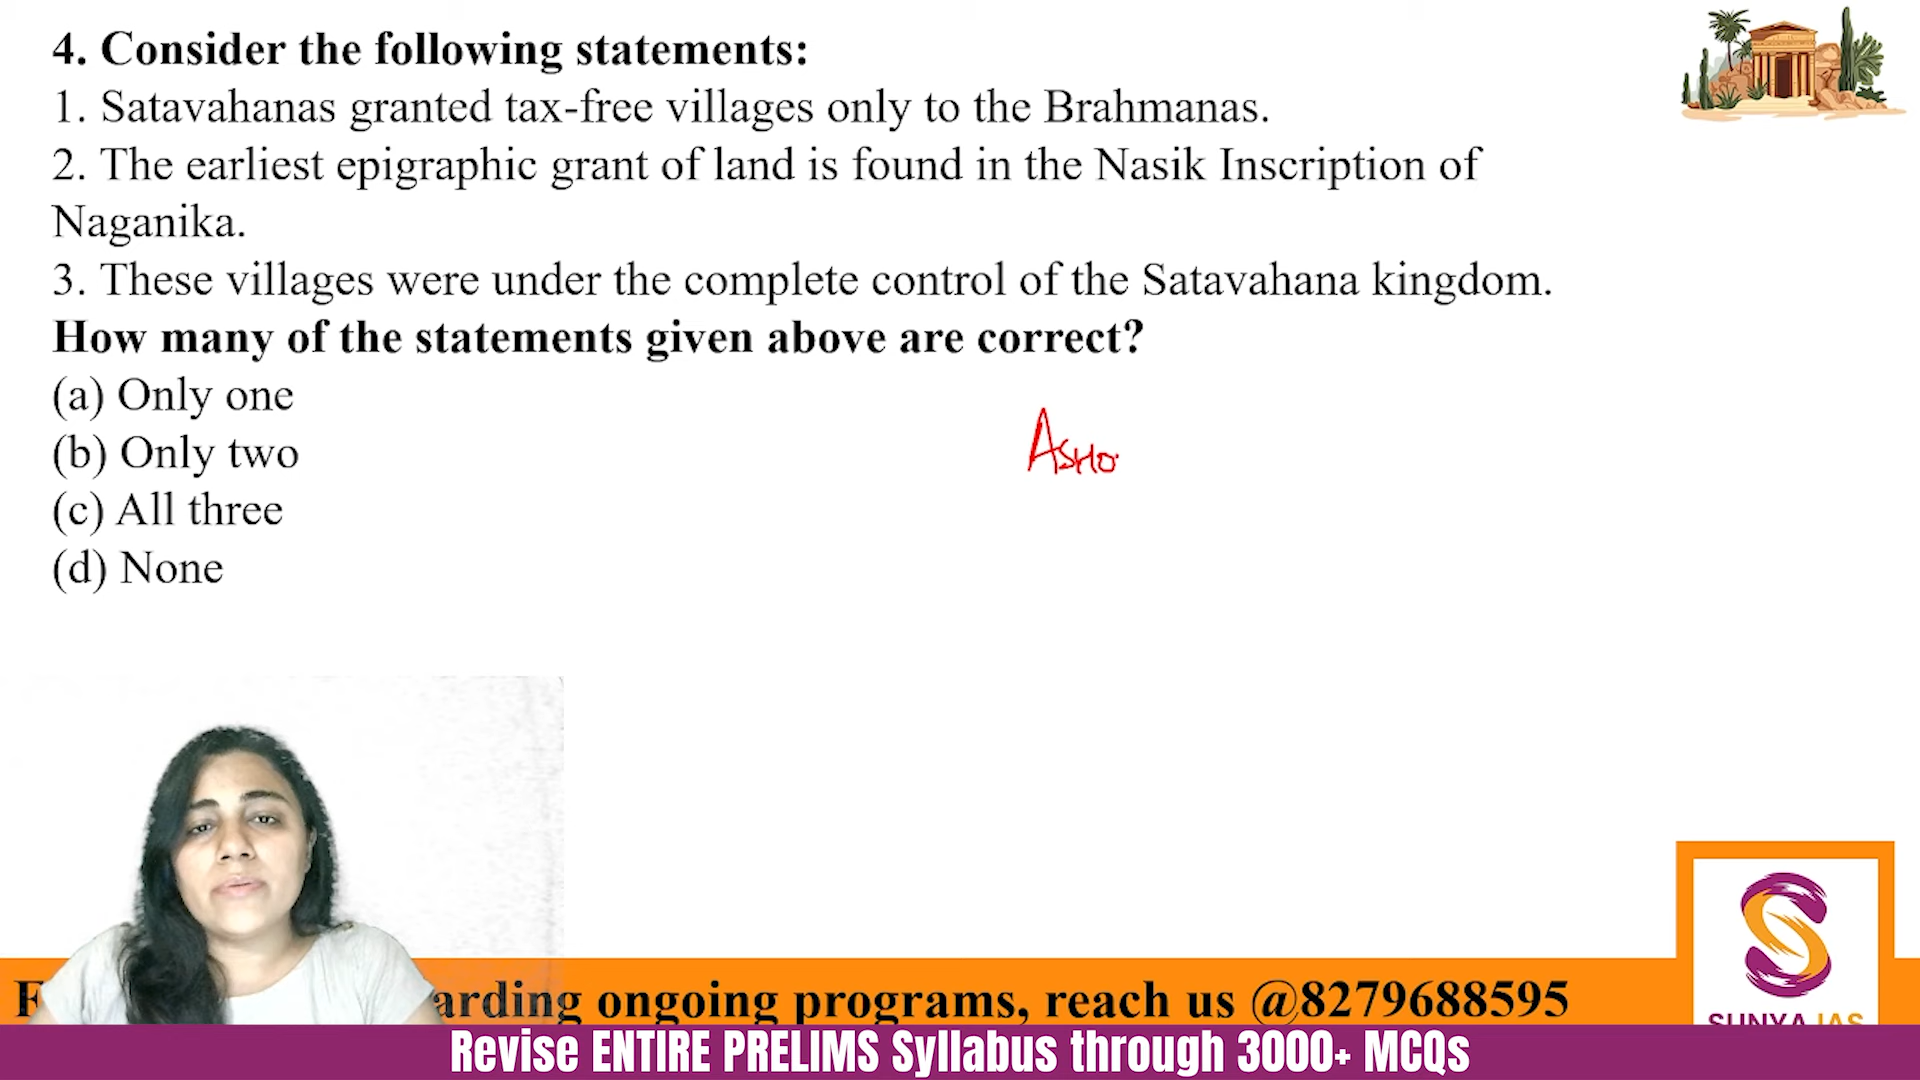 4. Consider the following statements:
1. Satavahanas granted tax-free villages only to the Brahmanas.
2. The earliest epigraphic grant of land is found in the Nasik Inscription of
Naganika.
3. These villages were under the complete control of the Satavahana kingdom.
How many of the statements given above are correct?
(a) Only one
(b) Only two
(c) All three
(d) None
ASHO
ongoing programs, reach us @8279688595
SUNYA IAS
Revise ENTIRE PRELIMS Syllabus through 3000+ MCQs